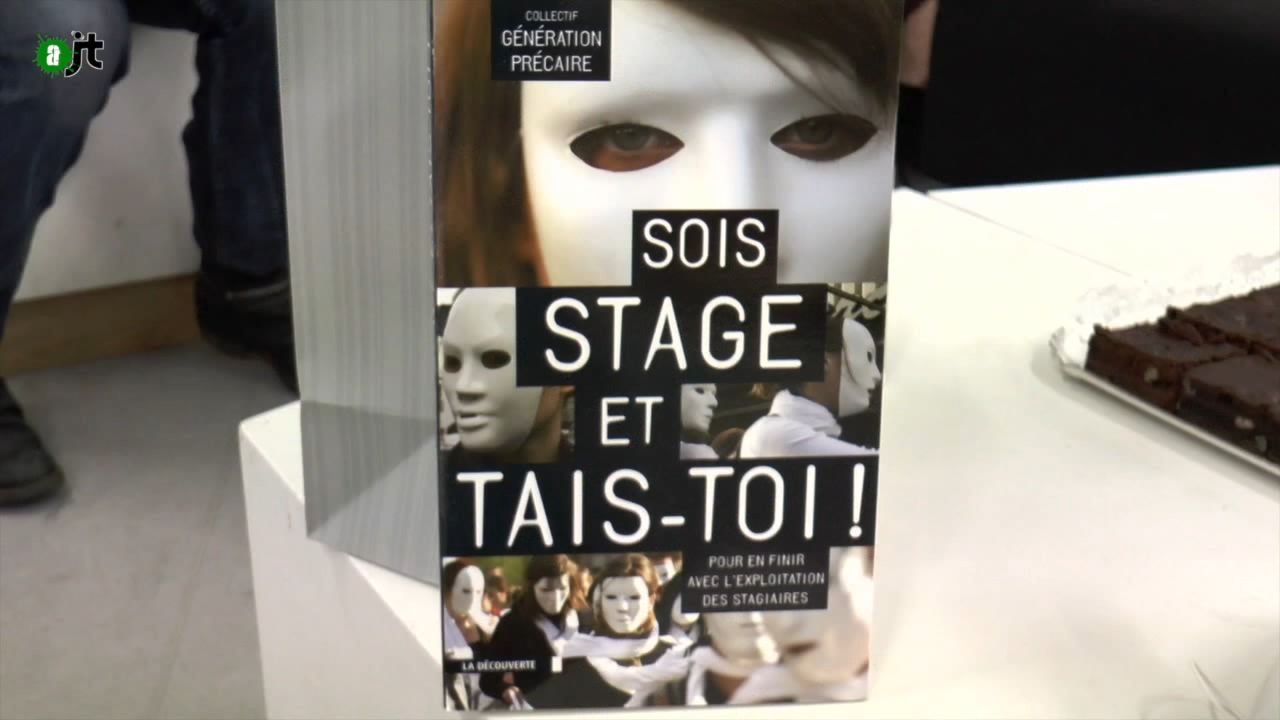 ajt
COLLECTIF
GÉNÉRATION
PRÉCAIRE
SOIS
STAGE
ET
TAIS-TOI !
POUR EN FINIR
AVEC L'EXPLOITATION
DES STAGIAIRES
LA DÉCOUVERTE